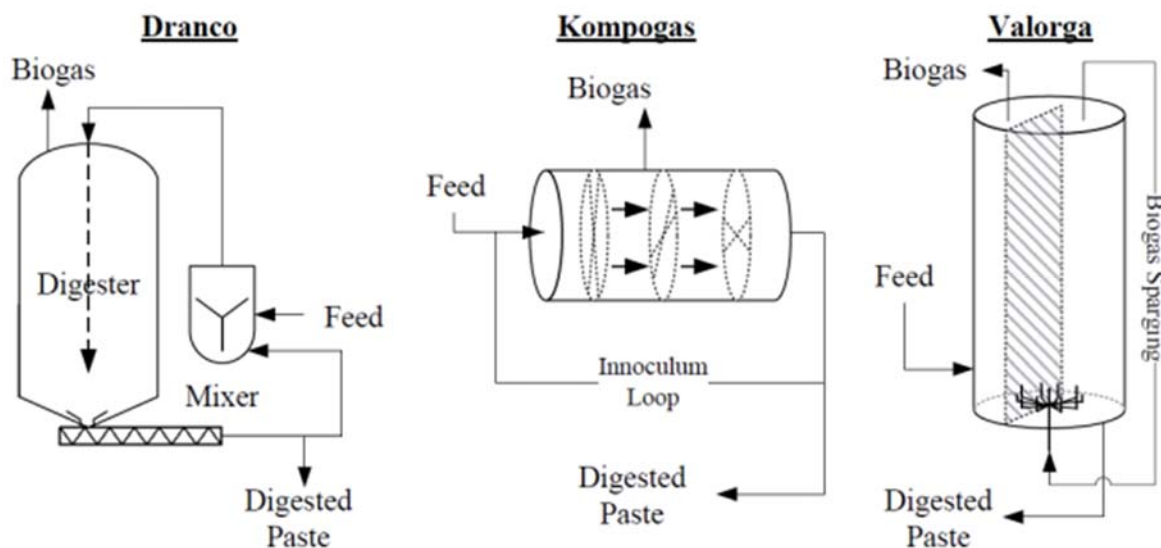 Dranco
Biogas
Digester
Feed
Mixer
Digested
Paste
Kompogas
Biogas
Feed
Innoculum
Loop
Digested
Paste
Valorga
Biogas
Feed
Biogas Sparging
Digested
Paste